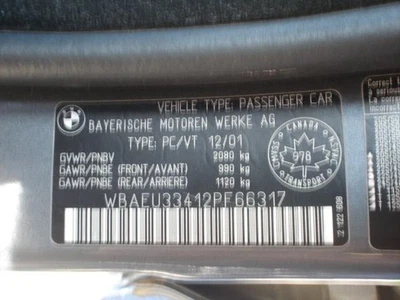 VEHICLE TYPE: PASSENGER CAR
BMW
BAYERISCHE MOTOREN WERKE AG
TYPE: PC/VT 12/01
GVWR/PNBV 2080 kg
GAWR/PNBE (FRONT/AVANT) 990 kg
GAWR/PNBE (REAR/ARRIERE) 1120 kg
CANADA
978
TRANSPORT
WBAEU33412PF66317